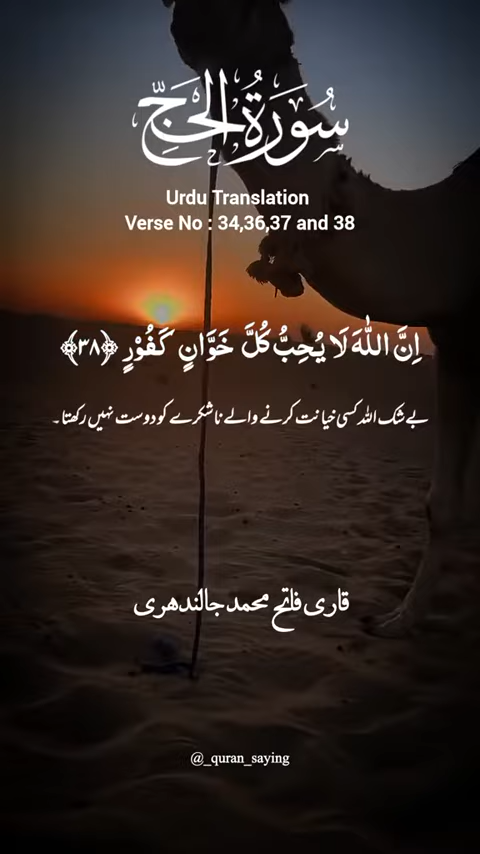 سُورَةُ الحَجِّ
Urdu Translation
Verse No : 34,36,37 and 38
اِنَّ اللّٰهَ لَا يُحِبُّ كُلَّ خَوَّانٍ كَفُوْرٍ ﴿۳۸﴾
بے شک اللہ کسی خیانت کرنے والے ناشکرے کو دوست نہیں رکھتا۔
قاری فلتح محمد جالندھری
@_quran_saying